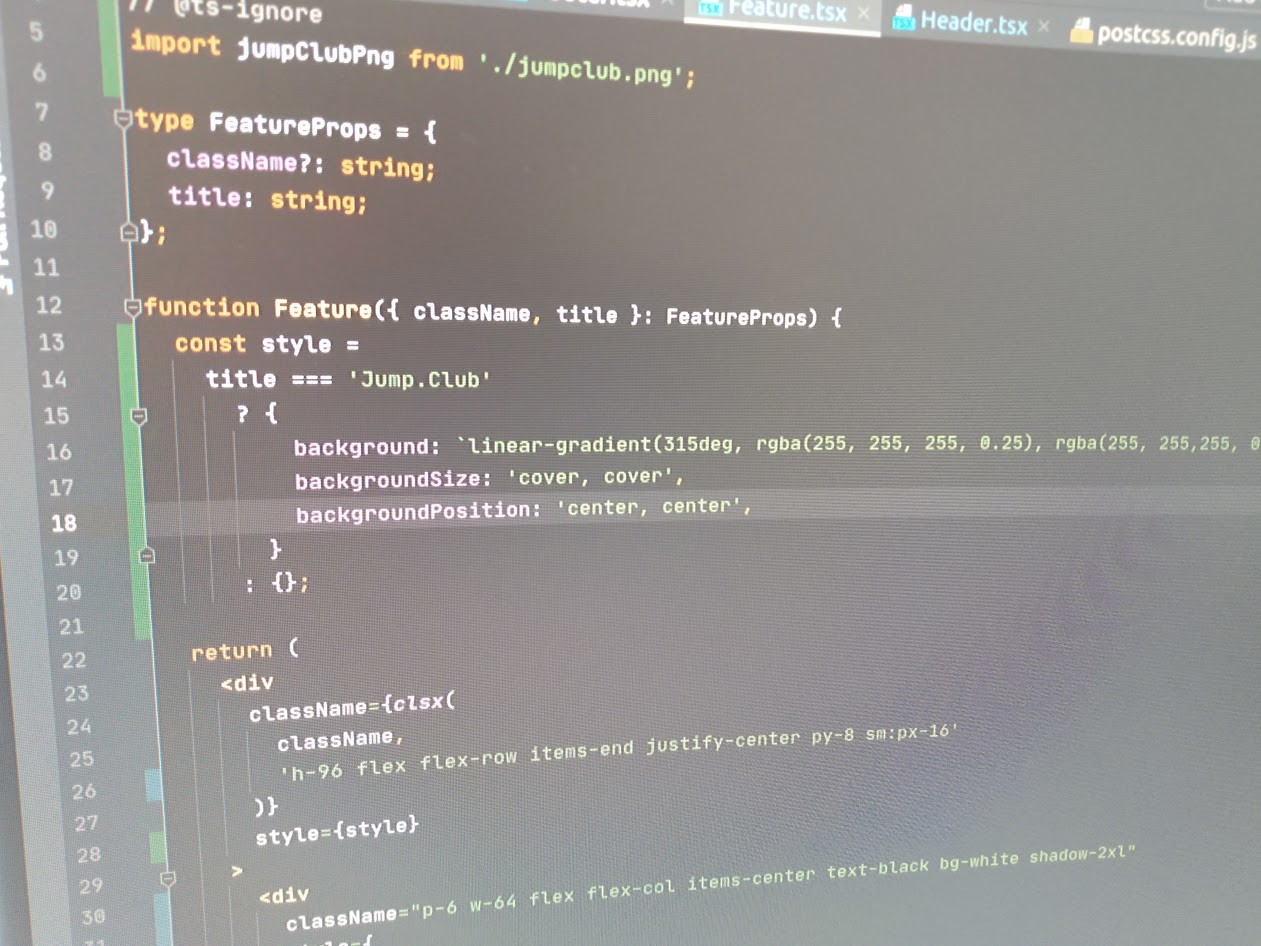 Feature.tsx × Header.tsx × postcss.config.js
// @ts-ignore
5 import jumpClubPng from './jumpclub.png';
6
7 type FeatureProps = {
8 className?: string;
9 title: string;
10 };
11
12 function Feature({ className, title }: FeatureProps) {
13 const style =
14 title === 'Jump.Club'
15 ? {
16 background: `linear-gradient(315deg, rgba(255, 255, 255, 0.25), rgba(255, 255,255, 0
17 backgroundSize: 'cover, cover',
18 backgroundPosition: 'center, center',
19 }
20 : {};
21
22 return (
23 <div
24 className={clsx(
25 className,
26 'h-96 flex flex-row items-end justify-center py-8 sm:px-16'
27 )}
28 style={style}
29 >
30 <div
31 className="p-6 w-64 flex flex-col items-center text-black bg-white shadow-2xl"
style={